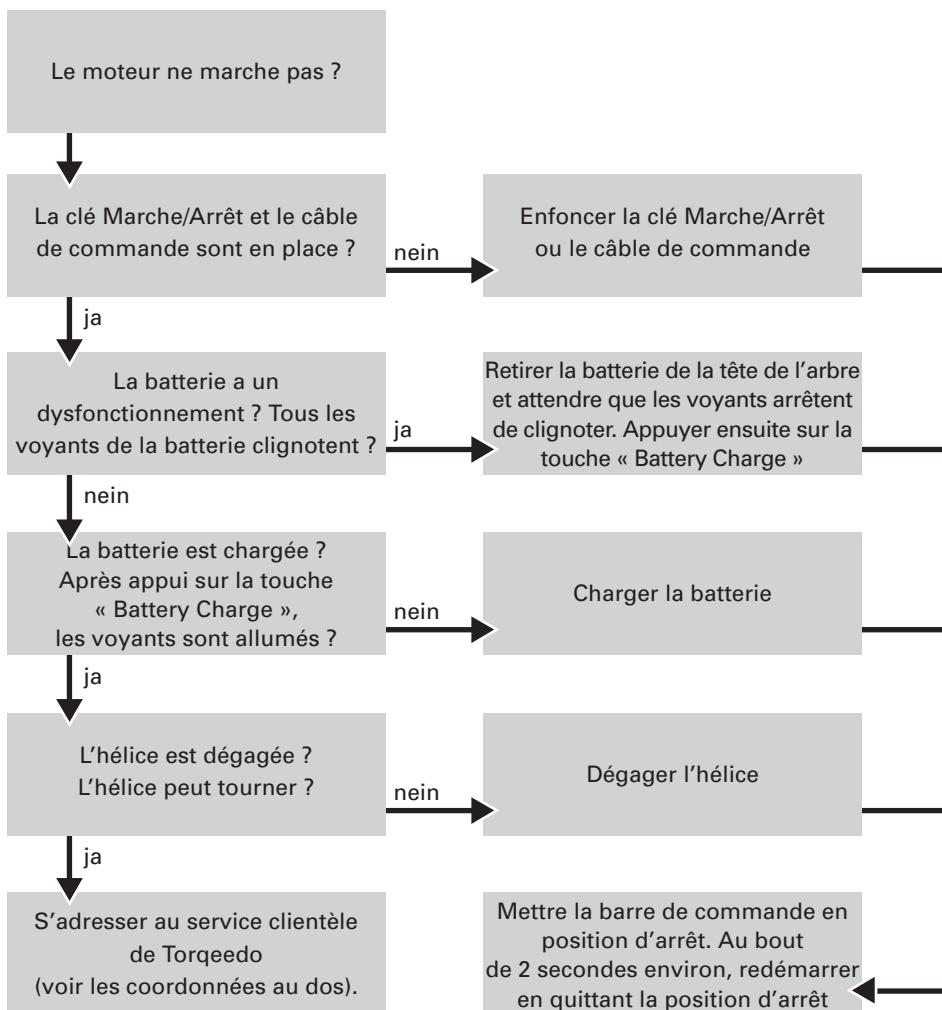 Le moteur ne marche pas ?
La clé Marche/Arrêt et le câble
de commande sont en place ?
nein
Enfoncer la clé Marche/Arrêt
ou le câble de commande
ja
La batterie a un
dysfonctionnement ? Tous les
voyants de la batterie clignotent ?
ja
Retirer la batterie de la tête de l’arbre
et attendre que les voyants arrêtent
de clignoter. Appuyer ensuite sur la
touche « Battery Charge »
nein
La batterie est chargée ?
Après appui sur la touche
« Battery Charge »,
les voyants sont allumés ?
nein
Charger la batterie
ja
L’hélice est dégagée ?
L’hélice peut tourner ?
nein
Dégager l’hélice
ja
S’adresser au service clientèle
de Torqeedo
(voir les coordonnées au dos).
Mettre la barre de commande en
position d’arrêt. Au bout
de 2 secondes environ, redémarrer
en quittant la position d’arrêt